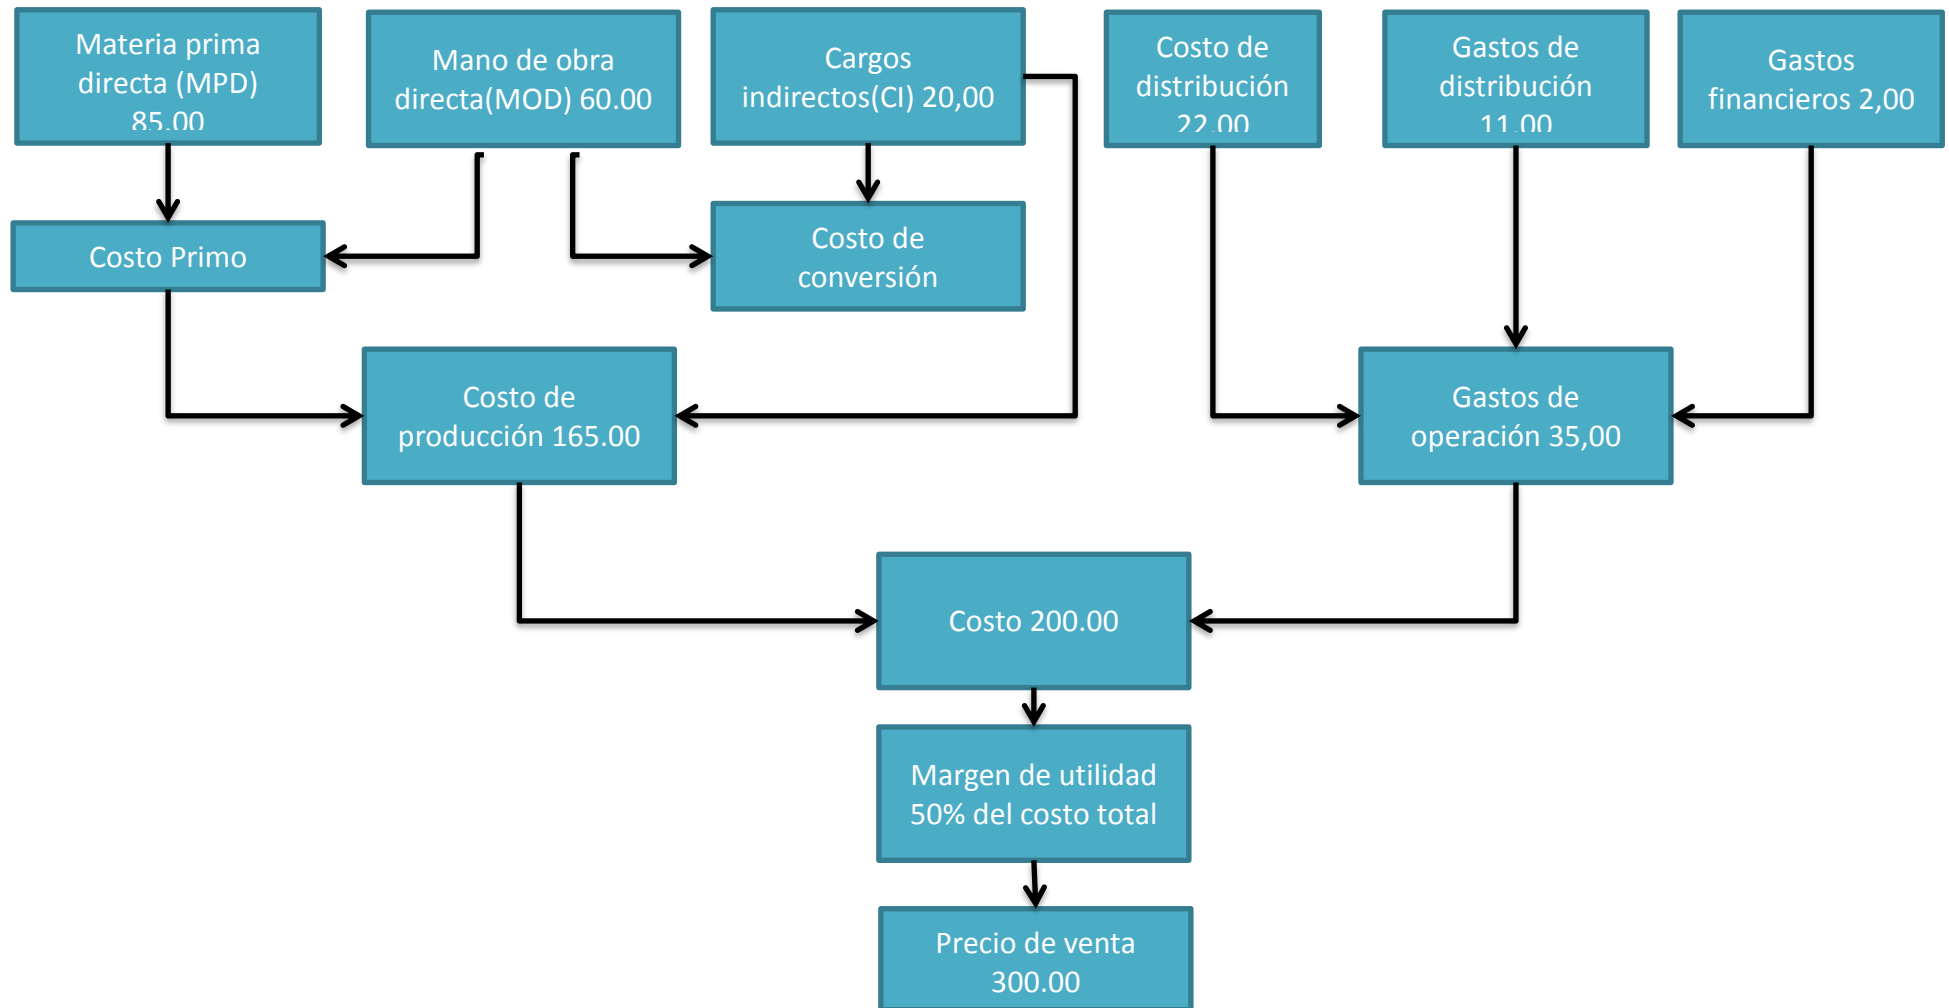 Materia prima
directa (MPD)
85.00
Mano de obra
directa(MOD) 60.00
Cargos
indirectos(CI) 20,00
Costo de
distribución
22.00
Gastos de
distribución
11.00
Gastos
financieros 2,00
Costo Primo
Costo de
conversión
Costo de
producción 165.00
Gastos de
operación 35,00
Costo 200.00
Margen de utilidad
50% del costo total
Precio de venta
300.00